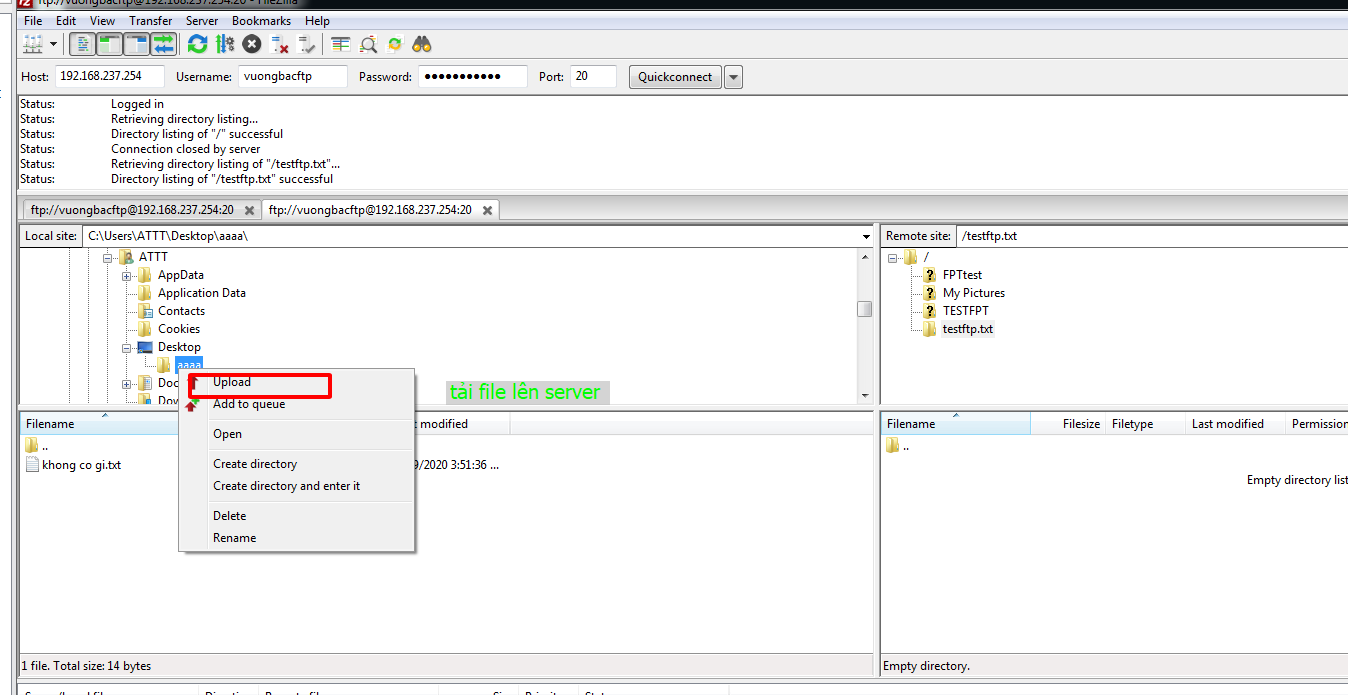 ftp://vuongbacftp@192.168.237.254:20 - FileZilla
File Edit View Transfer Server Bookmarks Help
Host: 192.168.237.254 Username: vuongbacftp Password: ●●●●●●●●●●● Port: 20 Quickconnect
Status: Logged in
Status: Retrieving directory listing...
Status: Directory listing of "/" successful
Status: Connection closed by server
Status: Retrieving directory listing of "/testftp.txt"...
Status: Directory listing of "/testftp.txt" successful
ftp://vuongbacftp@192.168.237.254:20 ftp://vuongbacftp@192.168.237.254:20
Local site: C:\Users\ATTT\Desktop\aaaa\
ATTT
AppData
Application Data
Contacts
Cookies
Desktop
aaaa
Doc
Dow
Upload
Add to queue
Open
Create directory
Create directory and enter it
Delete
Rename
tải file lên server
Remote site: /testftp.txt
/
FPTtest
My Pictures
TESTFPT
testftp.txt
Filename modified
..
khong co gi.txt 9/2020 3:51:36 ...
1 file. Total size: 14 bytes
Filename Filesize Filetype Last modified Permission
..
Empty directory list
Empty directory.